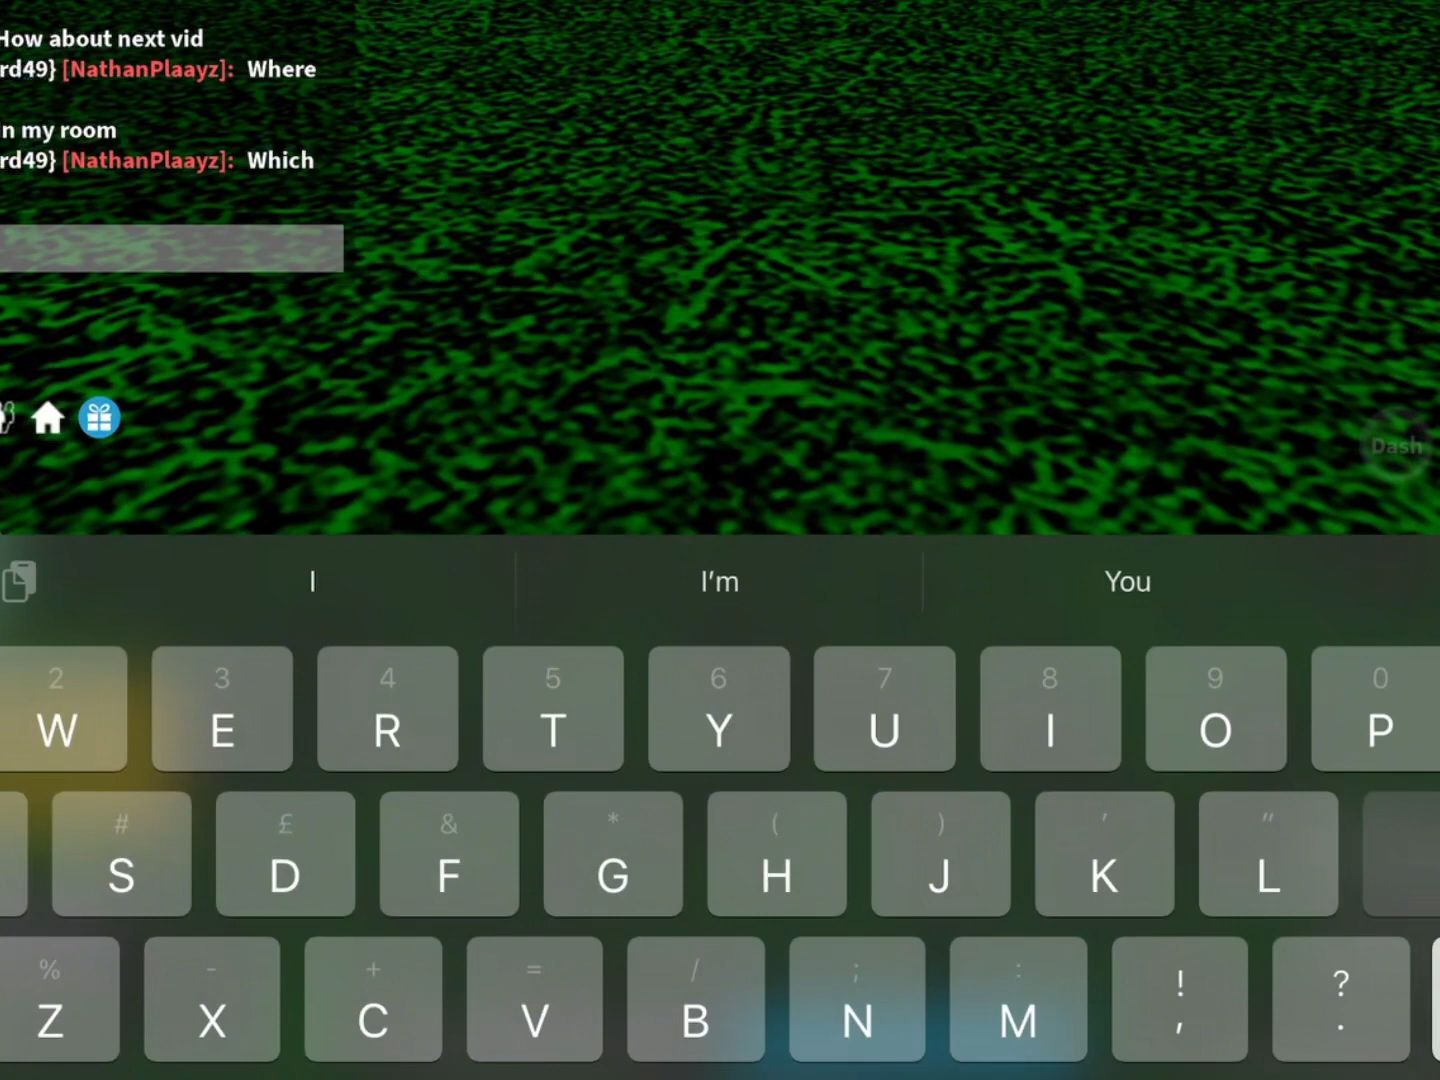 How about next vid
rd49} [NathanPlaayz]: Where
In my room
rd49} [NathanPlaayz]: Which
Dash
I I'm You
2 3 4 5 6 7 8 9 0
W E R T Y U I O P
# £ & * ( ) ' "
S D F G H J K L
% - + = / ; : ! ?
Z X C V B N M , .